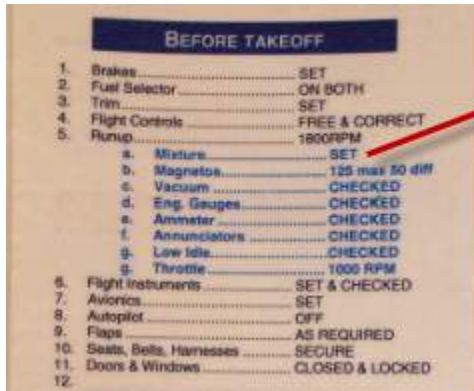 BEFORE TAKEOFF
1. Brakes ........ SET
2. Fuel Selector ........ ON BOTH
3. Trim ........ SET
4. Flight Controls ........ FREE & CORRECT
5. Runup ........ 1800RPM
a. Mixture ........ SET
b. Magnetos ........ 125 max 50 diff
c. Vacuum ........ CHECKED
d. Eng. Gauges ........ CHECKED
e. Ammeter ........ CHECKED
f. Annunciators ........ CHECKED
g. Low Idle ........ CHECKED
g. Throttle ........ 1000 RPM
6. Flight Instruments ........ SET & CHECKED
7. Avionics ........ SET
8. Autopilot ........ OFF
9. Flaps ........ AS REQUIRED
10. Seats, Belts, Harnesses ........ SECURE
11. Doors & Windows ........ CLOSED & LOCKED
12.